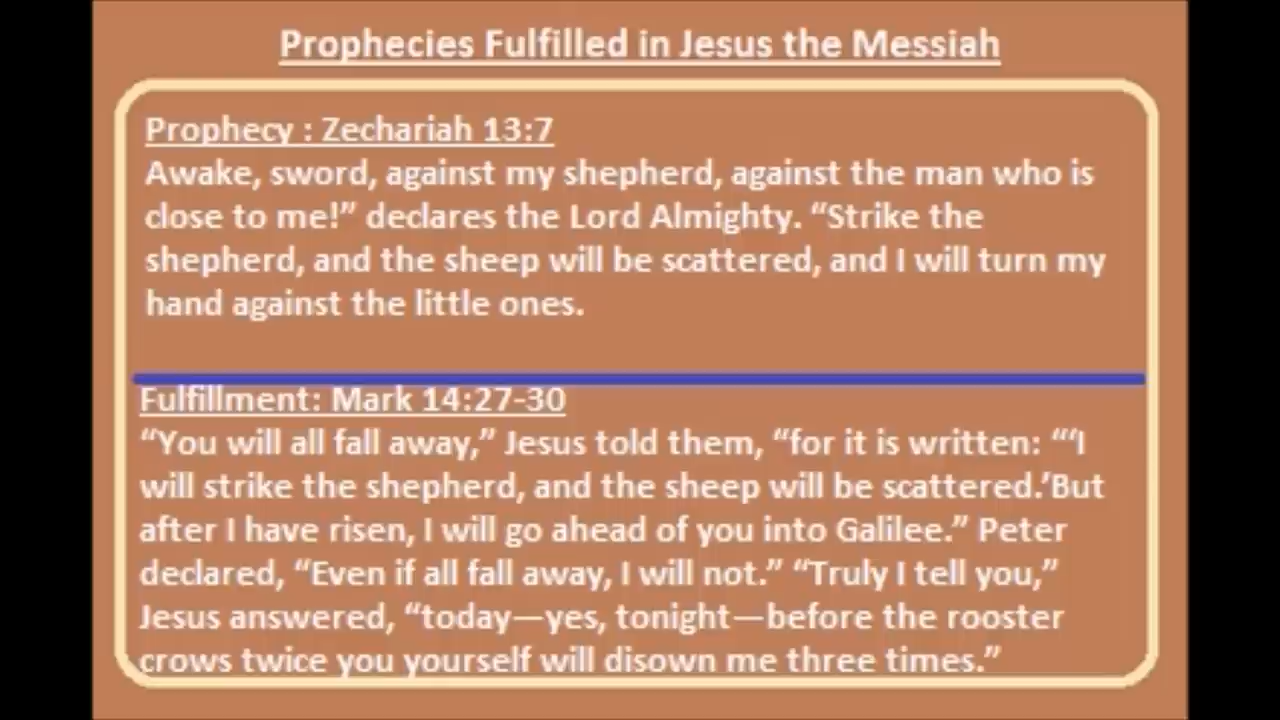 Prophecies Fulfilled in Jesus the Messiah
Prophecy : Zechariah 13:7
Awake, sword, against my shepherd, against the man who is
close to me!” declares the Lord Almighty. “Strike the
shepherd, and the sheep will be scattered, and I will turn my
hand against the little ones.
Fulfillment: Mark 14:27-30
“You will all fall away,” Jesus told them, “for it is written: “‘I
will strike the shepherd, and the sheep will be scattered.’But
after I have risen, I will go ahead of you into Galilee.” Peter
declared, “Even if all fall away, I will not.” “Truly I tell you,”
Jesus answered, “today—yes, tonight—before the rooster
crows twice you yourself will disown me three times.”